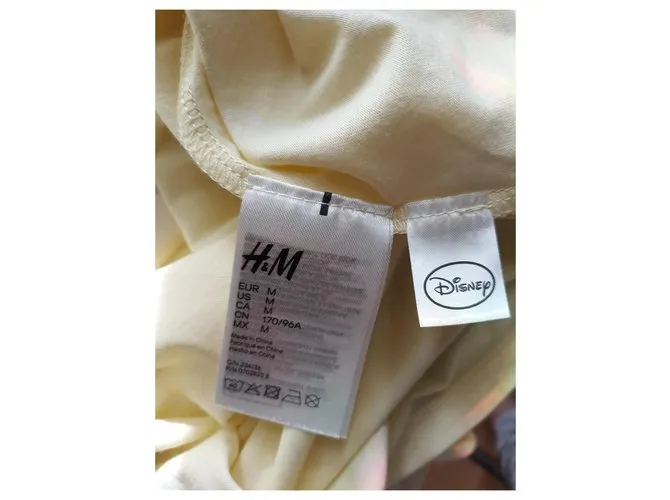 H&M
EUR M
US M
CA M
CN 170/96A
MX M
Made in China
Fabriqué en Chine
Hecho en China
Disney